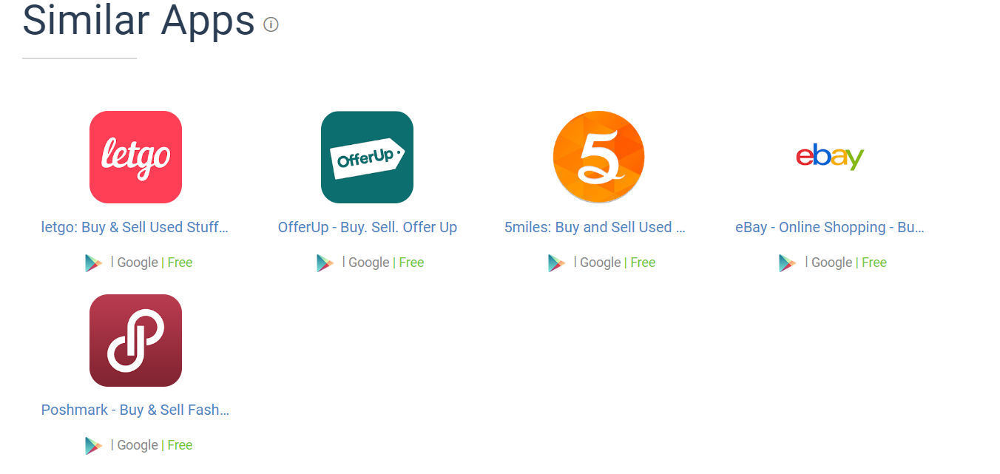 Similar Apps
letgo
OfferUp
5
ebay
letgo: Buy & Sell Used Stuff...
OfferUp - Buy. Sell. Offer Up
5miles: Buy and Sell Used ...
eBay - Online Shopping - Bu...
| Google | Free
| Google | Free
| Google | Free
| Google | Free
Poshmark - Buy & Sell Fash...
| Google | Free